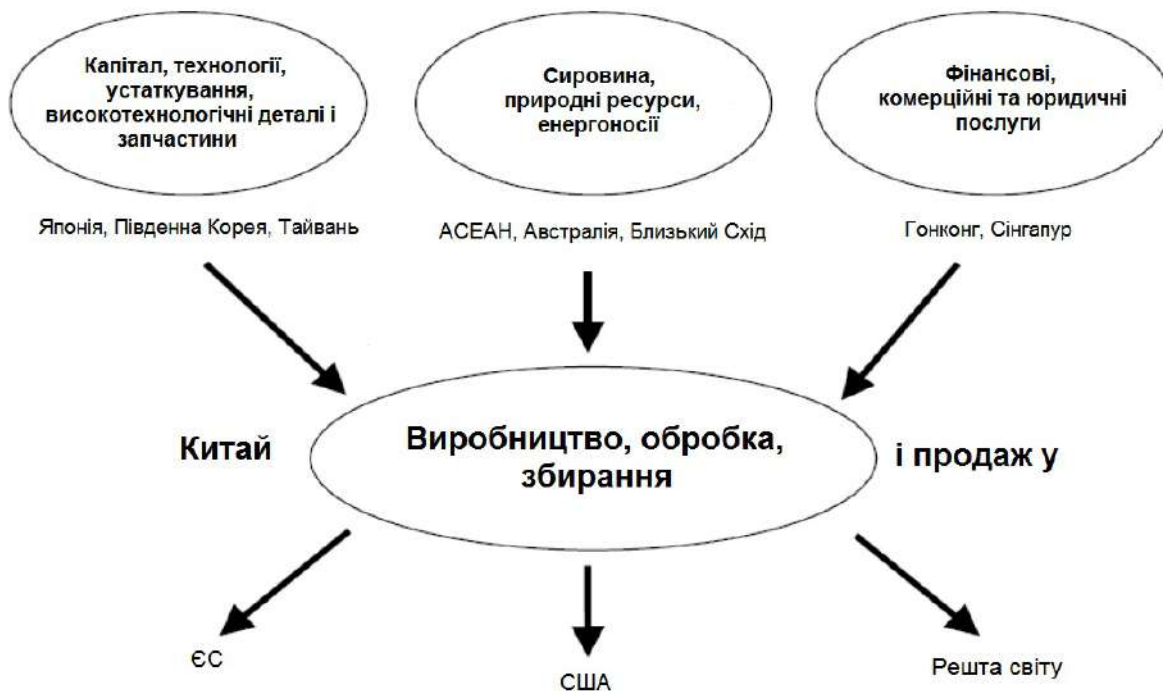 Капітал, технології,
устаткування,
високотехнологічні деталі і
запчастини
Сировина,
природні ресурси,
енергоносії
Фінансові,
комерційні та юридичні
послуги
Японія, Південна Корея, Тайвань
АСЕАН, Австралія, Близький Схід
Гонконг, Сінгапур
Китай
Виробництво, обробка,
збирання
і продаж у
ЄС
США
Решта світу